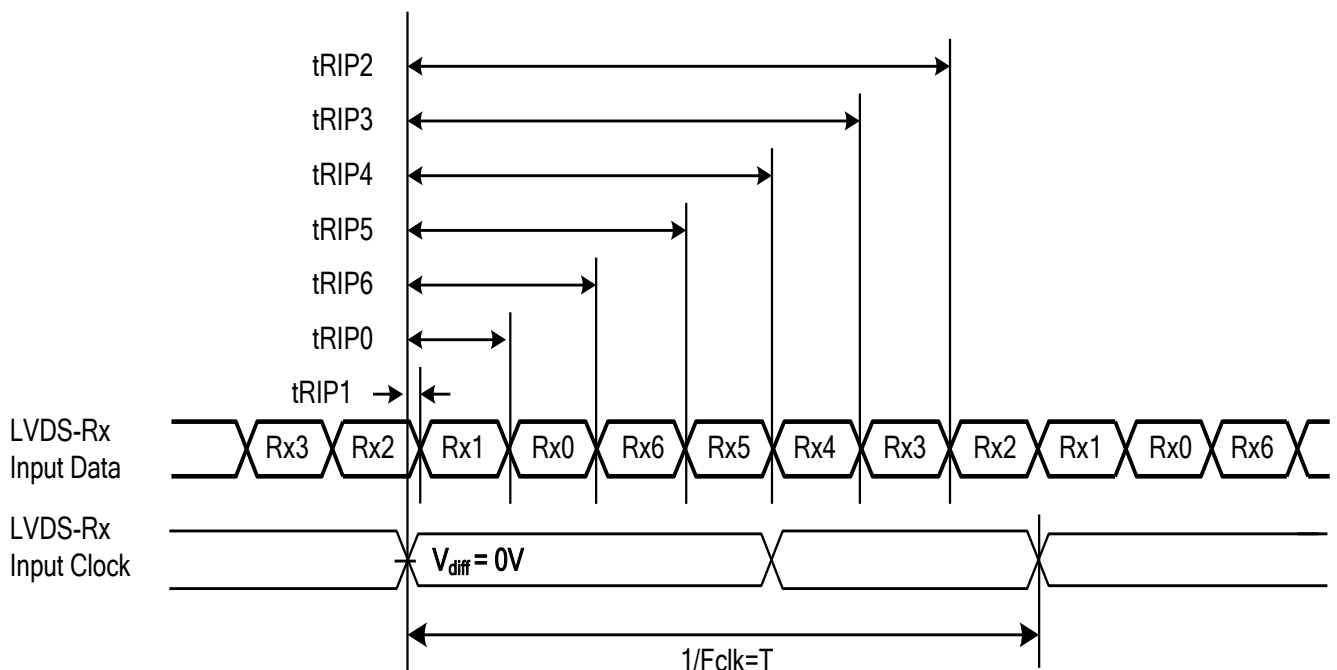 tRIP2
tRIP3
tRIP4
tRIP5
tRIP6
tRIP0
tRIP1
LVDS-Rx
Input Data
Rx3 Rx2 Rx1 Rx0 Rx6 Rx5 Rx4 Rx3 Rx2 Rx1 Rx0 Rx6
LVDS-Rx
Input Clock
Vdiff = 0V
1/Fclk=T